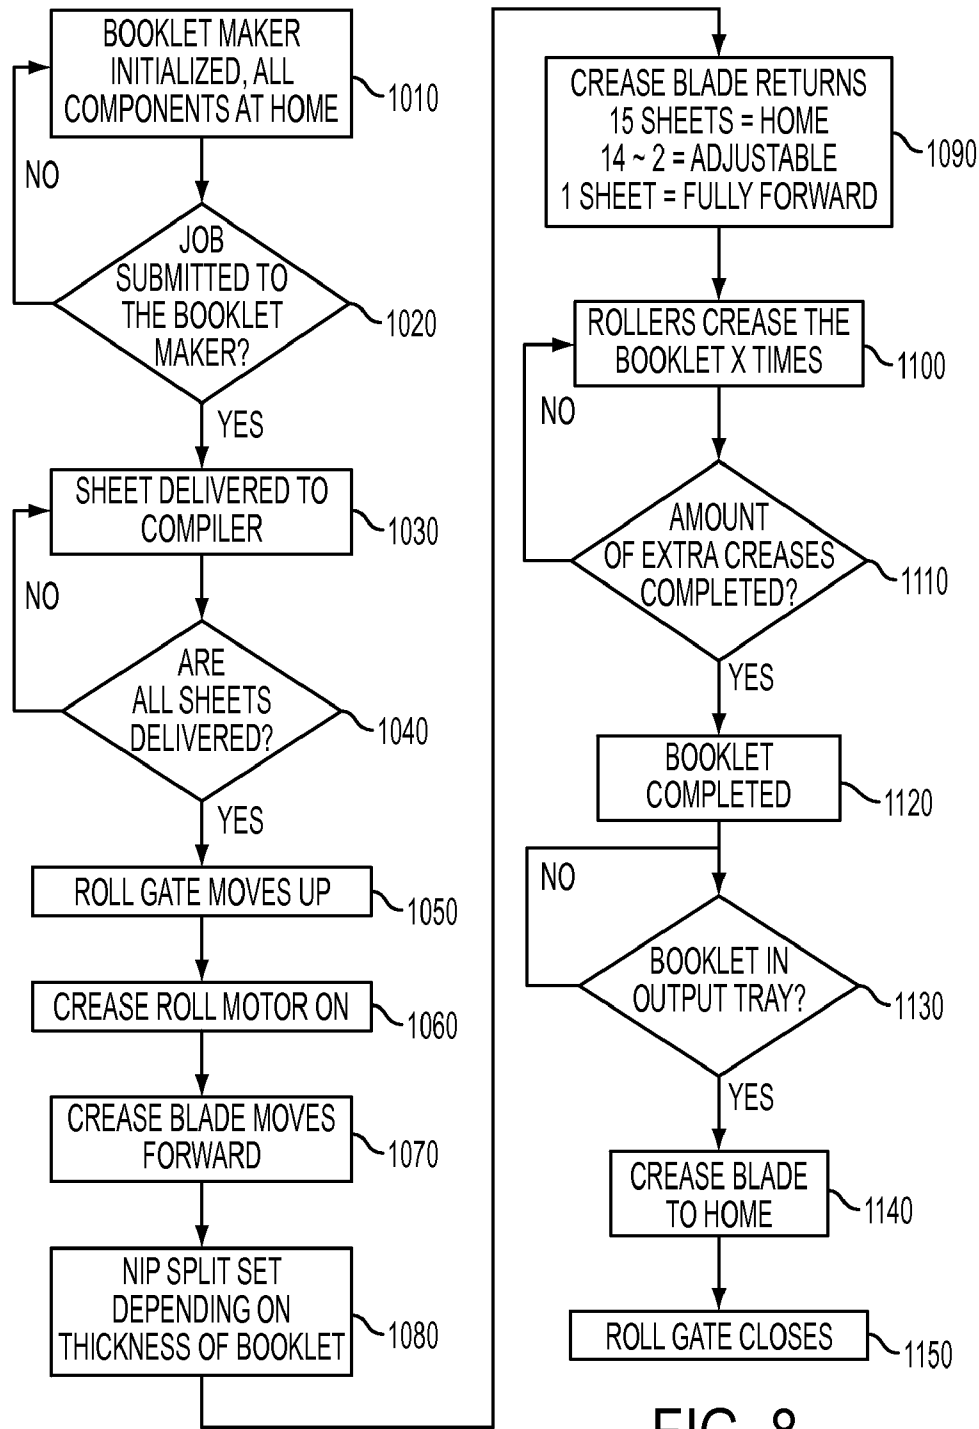 BOOKLET MAKER
INITIALIZED, ALL
COMPONENTS AT HOME
1010
NO
JOB
SUBMITTED TO
THE BOOKLET
MAKER?
1020
YES
SHEET DELIVERED TO
COMPILER
1030
NO
ARE
ALL SHEETS
DELIVERED?
1040
YES
ROLL GATE MOVES UP
1050
CREASE ROLL MOTOR ON
1060
CREASE BLADE MOVES
FORWARD
1070
NIP SPLIT SET
DEPENDING ON
THICKNESS OF BOOKLET
1080
CREASE BLADE RETURNS
15 SHEETS = HOME
14 ~ 2 = ADJUSTABLE
1 SHEET = FULLY FORWARD
1090
ROLLERS CREASE THE
BOOKLET X TIMES
1100
NO
AMOUNT
OF EXTRA CREASES
COMPLETED?
1110
YES
BOOKLET
COMPLETED
1120
NO
BOOKLET IN
OUTPUT TRAY?
1130
YES
CREASE BLADE
TO HOME
1140
ROLL GATE CLOSES
1150
FIG. 8